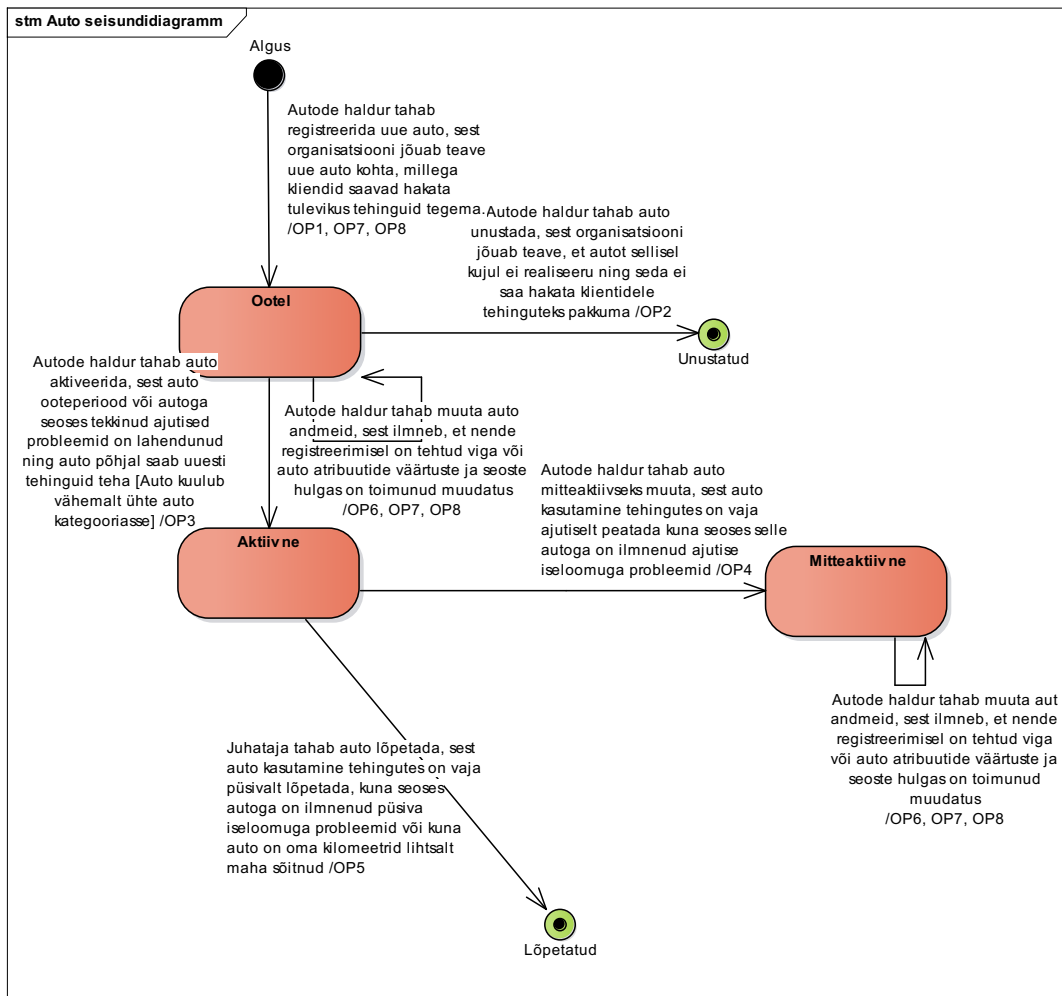 stm Auto seisundidiagramm
Algus
Autode haldur tahab
registreerida uue auto, sest
organisatsiooni jõuab teave
uue auto kohta, millega
kliendid saavad hakata
tulevikus tehinguid tegema.
/OP1, OP7, OP8
Autode haldur tahab auto
unustada, sest organisatsiooni
jõuab teave, et autot sellisel
kujul ei realiseeru ning seda ei
saa hakata klientidele
tehinguteks pakkuma /OP2
Ootel
Unustatud
Autode haldur tahab auto
aktiveerida, sest auto
ooteperiood või autoga
seoses tekkinud ajutised
probleemid on lahendunud
ning auto põhjal saab uuesti
tehinguid teha [Auto kuulub
vähemalt ühte auto
kategooriasse] /OP3
Autode haldur tahab muuta auto
andmeid, sest ilmneb, et nende
registreerimisel on tehtud viga või
auto atribuutide väärtuste ja seoste
hulgas on toimunud muudatus
/OP6, OP7, OP8
Autode haldur tahab auto
mitteaktiivseks muuta, sest auto
kasutamine tehingutes on vaja
ajutiselt peatada kuna seoses selle
autoga on ilmnenud ajutise
iseloomuga probleemid /OP4
Aktiivne
Mitteaktiivne
Autode haldur tahab muuta aut
andmeid, sest ilmneb, et nende
registreerimisel on tehtud viga
või auto atribuutide väärtuste ja
seoste hulgas on toimunud
muudatus
/OP6, OP7, OP8
Juhataja tahab auto lõpetada, sest
auto kasutamine tehingutes on vaja
püsivalt lõpetada, kuna seoses
autoga on ilmnenud püsiva
iseloomuga probleemid või kuna
auto on oma kilomeetrid lihtsalt
maha sõitnud /OP5
Lõpetatud